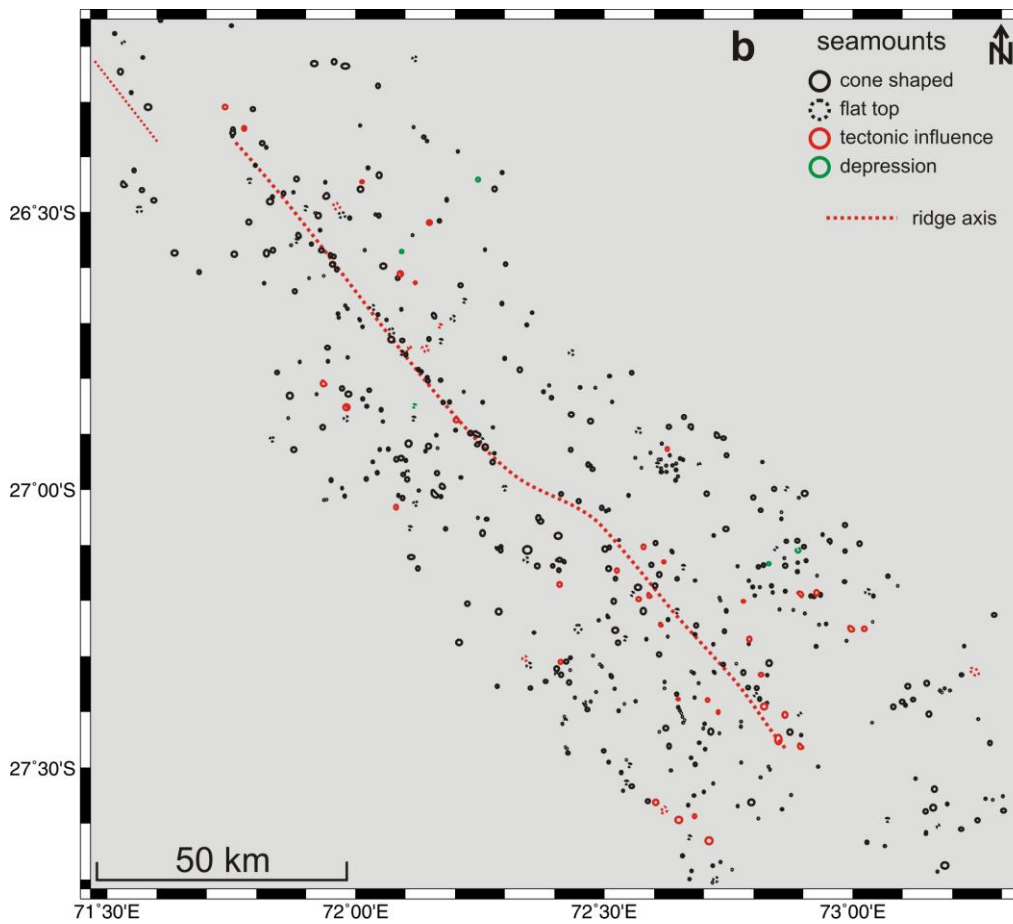 b
seamounts
N
cone shaped
flat top
tectonic influence
depression
ridge axis
26°30'S
27°00'S
27°30'S
50 km
71°30'E
72°00'E
72°30'E
73°00'E